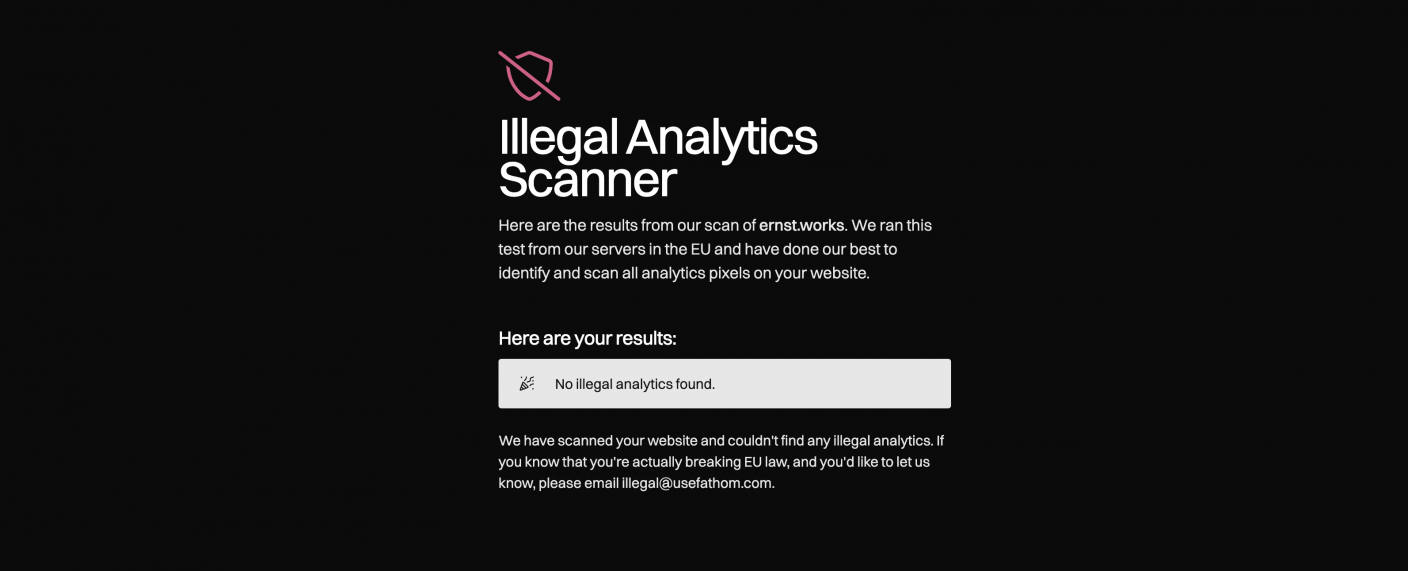 Illegal Analytics
Scanner
Here are the results from our scan of ernst.works. We ran this
test from our servers in the EU and have done our best to
identify and scan all analytics pixels on your website.
Here are your results:
No illegal analytics found.
We have scanned your website and couldn't find any illegal analytics. If
you know that you're actually breaking EU law, and you'd like to let us
know, please email illegal@usefathom.com.